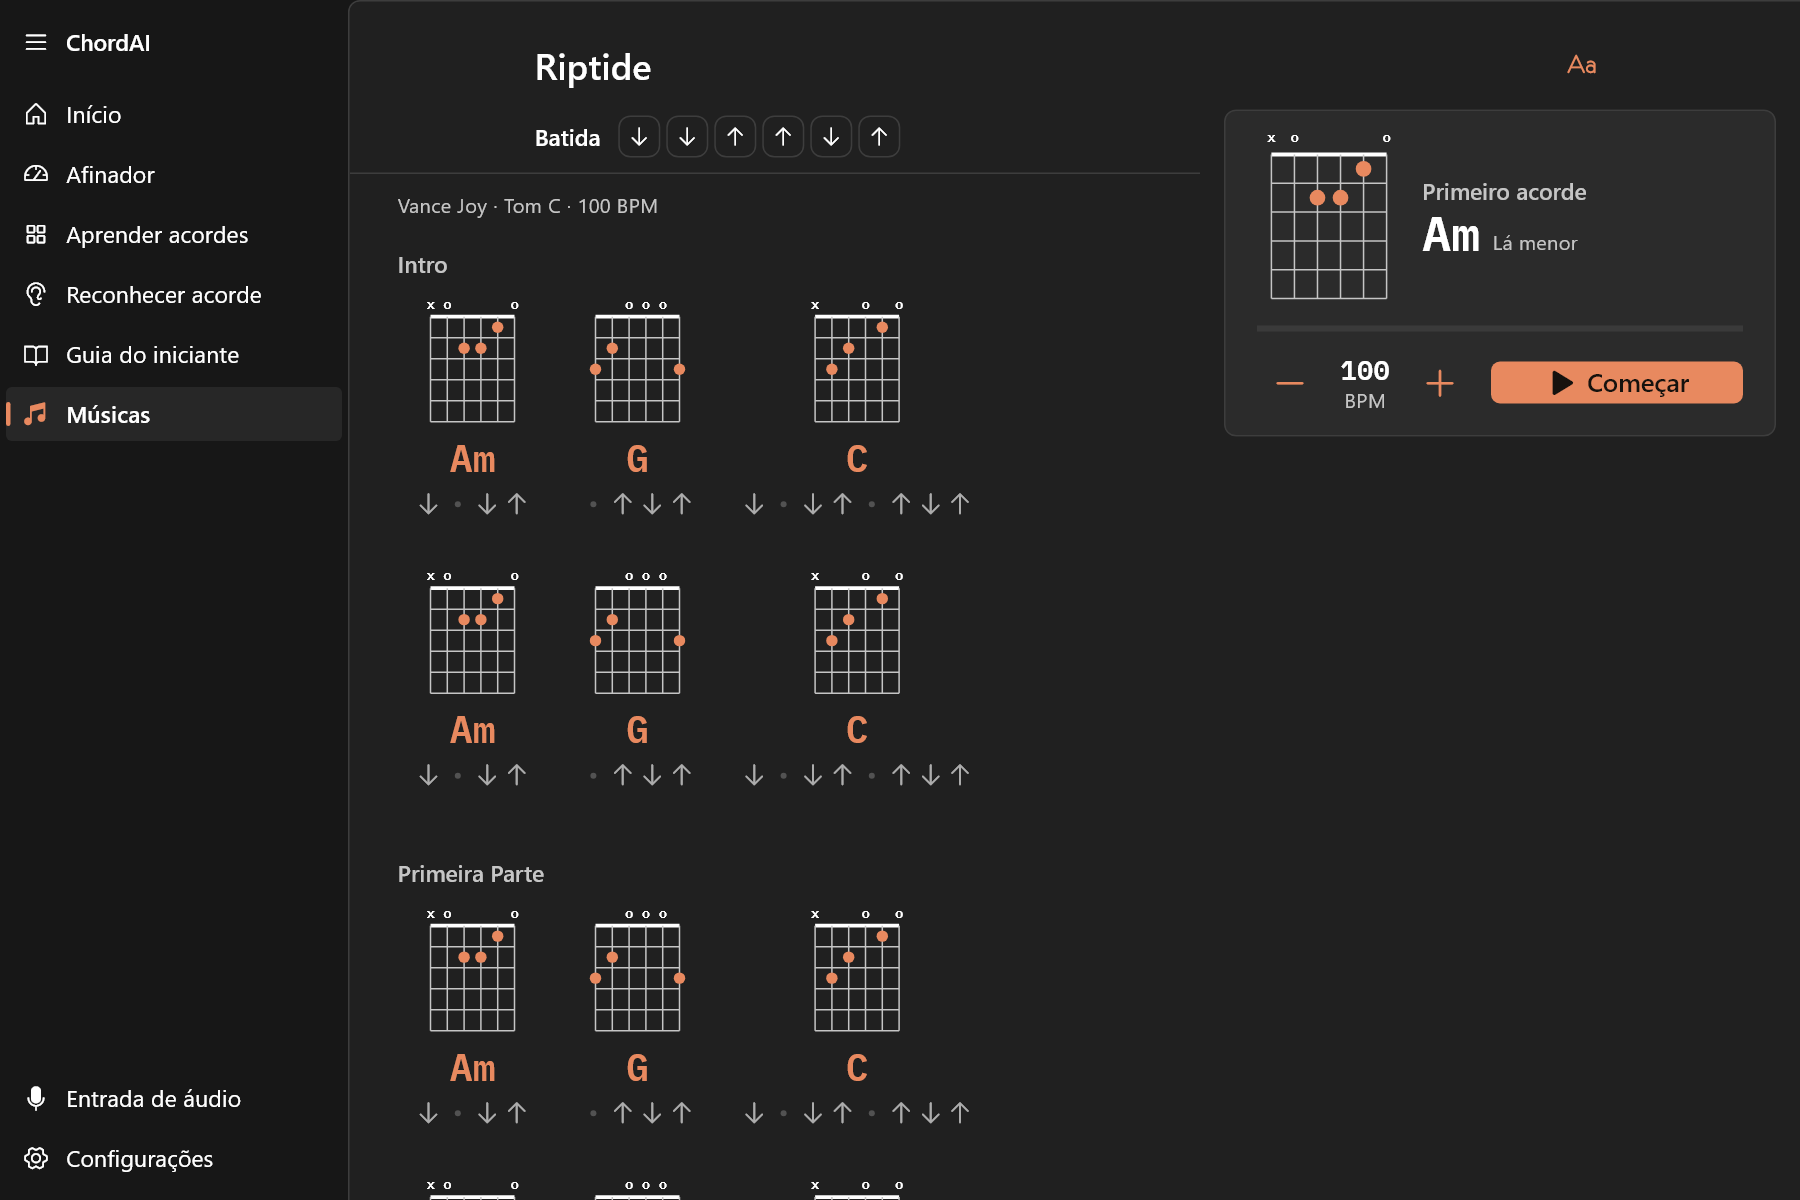 ChordAI
Início
Afinador
Aprender acordes
Reconhecer acorde
Guia do iniciante
Músicas
Entrada de áudio
Configurações
Riptide
Aa
Batida ↓ ↓ ↑ ↑ ↓ ↑
Vance Joy · Tom C · 100 BPM
Intro
x o o o o o x o o
Am G C
↓ • ↓ ↑ • ↑ ↓ ↑ ↓ • ↓ ↑ • ↑ ↓ ↑
x o o o o o x o o
Am G C
↓ • ↓ ↑ • ↑ ↓ ↑ ↓ • ↓ ↑ • ↑ ↓ ↑
Primeira Parte
x o o o o o x o o
Am G C
↓ • ↓ ↑ • ↑ ↓ ↑ ↓ • ↓ ↑ • ↑ ↓ ↑
x o o o o o x o o
x o o
Primeiro acorde
Am Lá menor
100
BPM
Começar